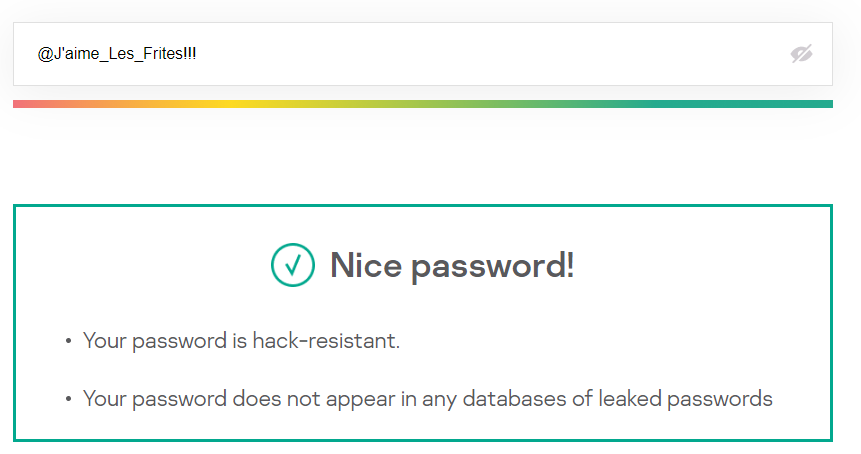 @J'aime_Les_Frites!!!
Nice password!
• Your password is hack-resistant.
• Your password does not appear in any databases of leaked passwords